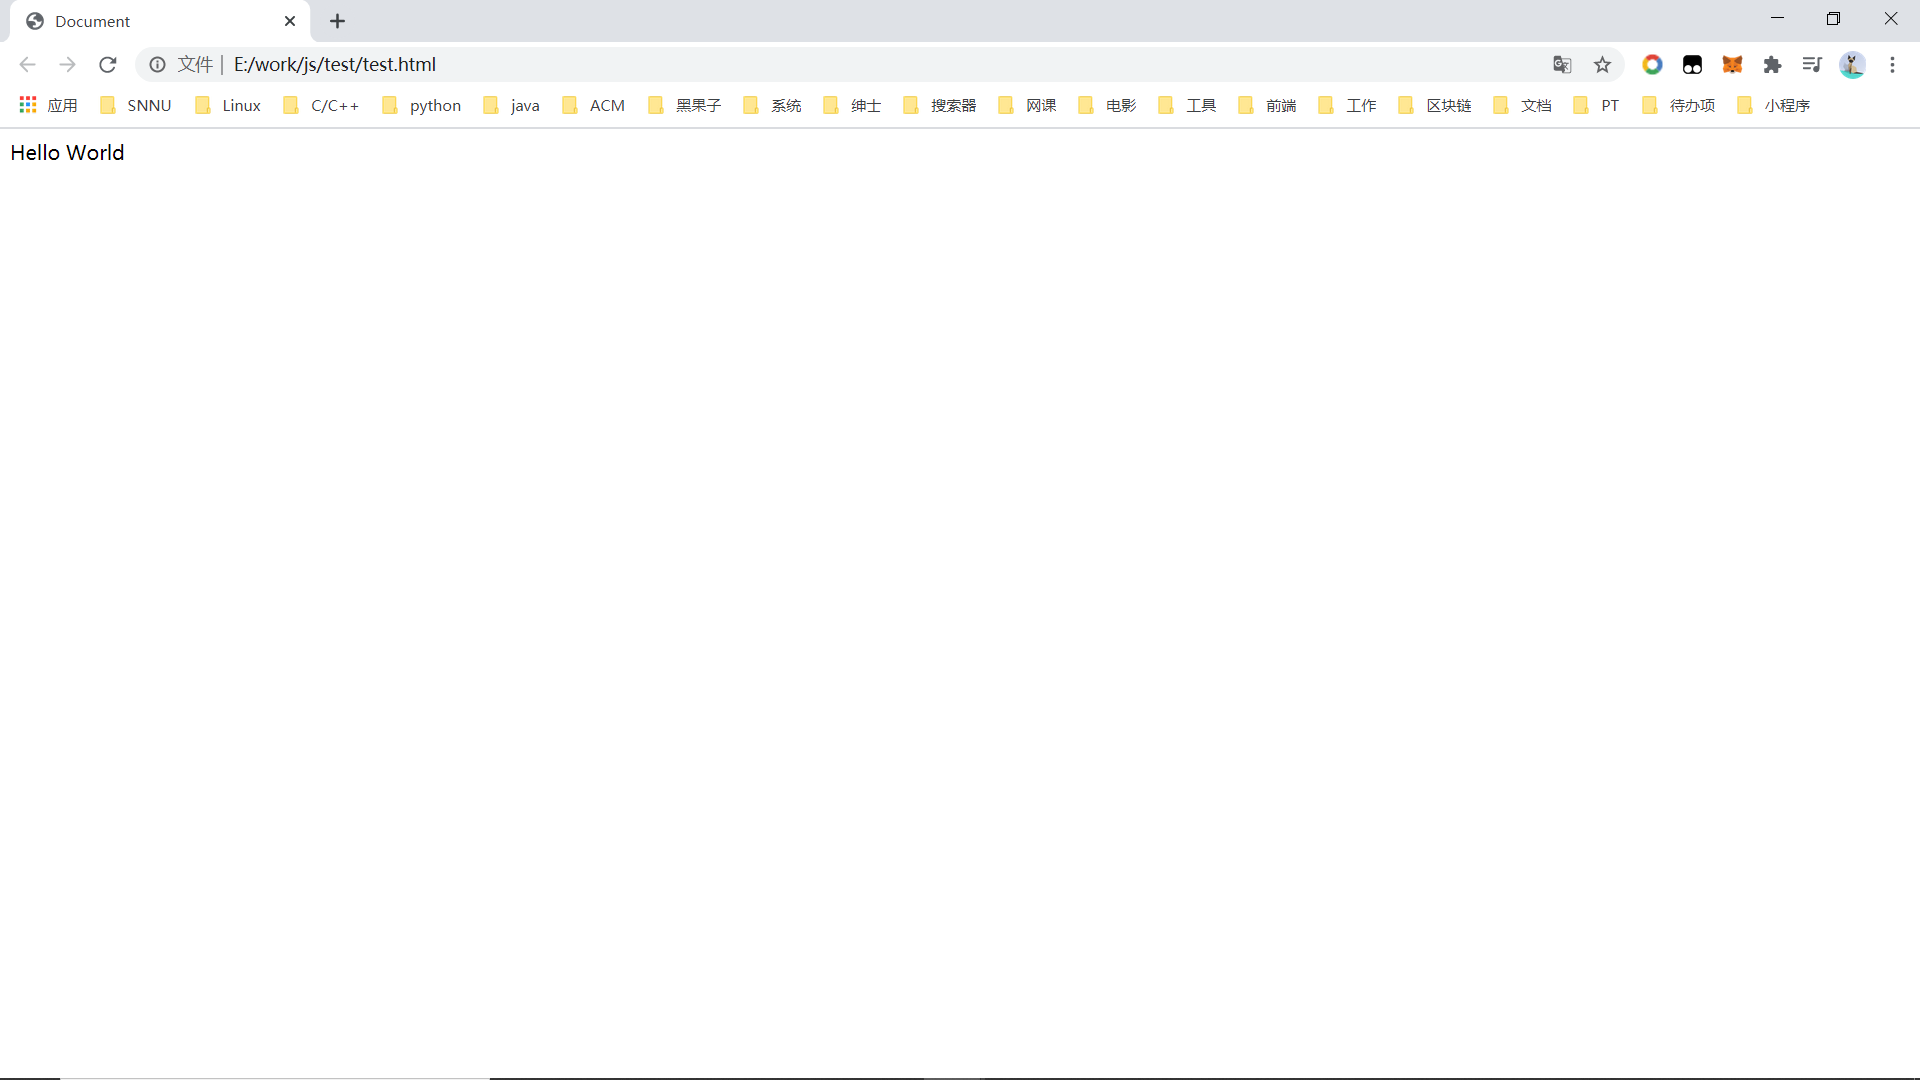 Document
文件 | E:/work/js/test/test.html
应用 SNNU Linux C/C++ python java ACM 黑果子 系统 绅士 搜索器 网课 电影 工具 前端 工作 区块链 文档 PT 待办项 小程序
Hello World